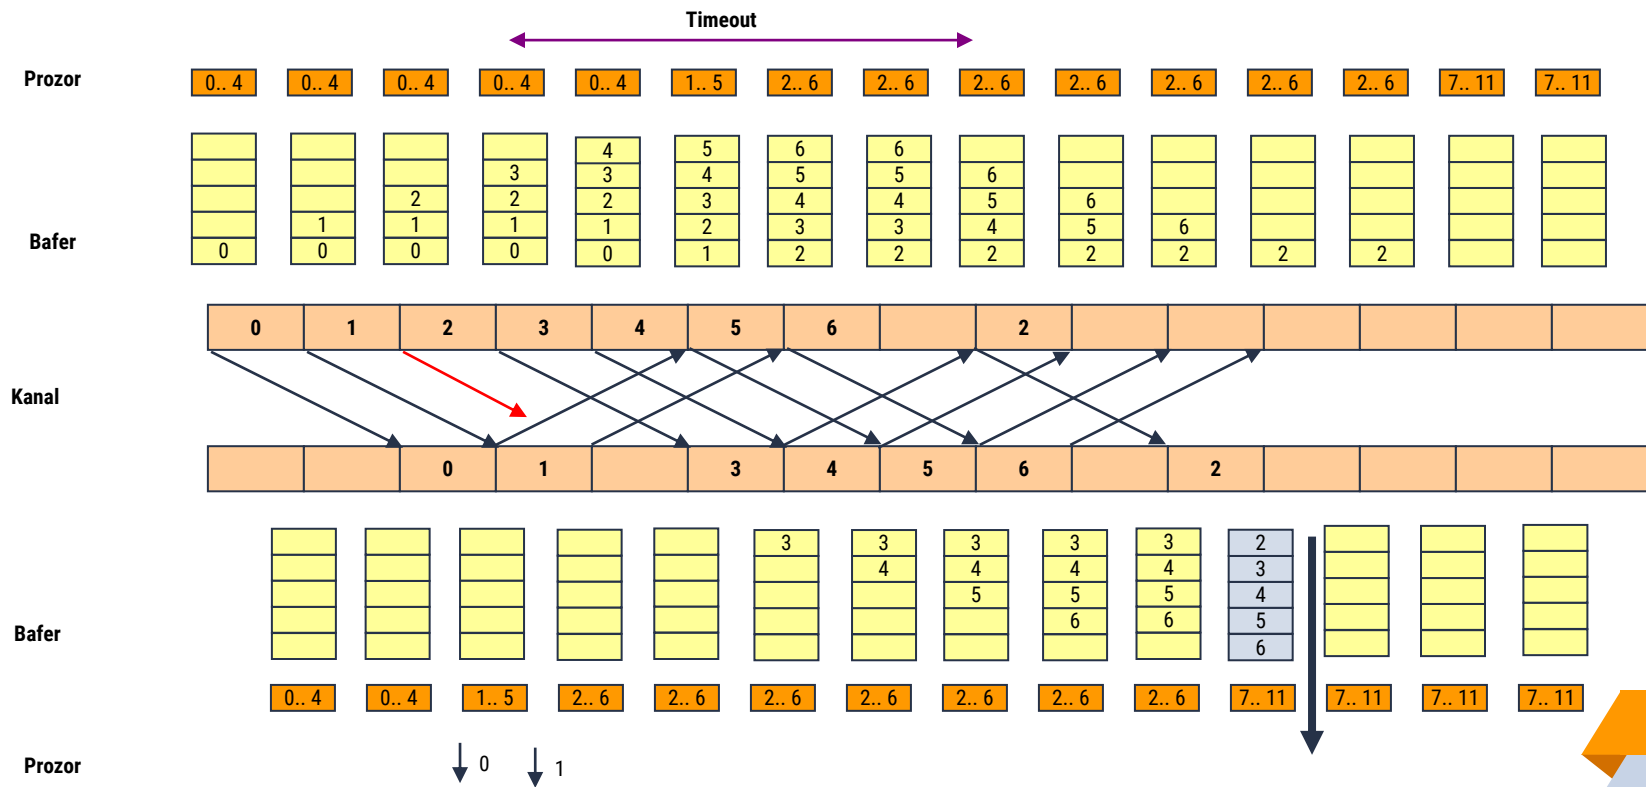 Timeout
Prozor 0.. 4 0.. 4 0.. 4 0.. 4 0.. 4 1.. 5 2.. 6 2.. 6 2.. 6 2.. 6 2.. 6 2.. 6 2.. 6 7.. 11 7.. 11
4 5 6 6
3 3 4 5 5 6
2 2 2 3 4 4 5 6
1 1 1 1 2 3 3 4 5 6
Bafer 0 0 0 0 0 1 2 2 2 2 2 2 2
0 1 2 3 4 5 6 2
Kanal
0 1 3 4 5 6 2
3 3 3 3 3 2
4 4 4 4 3
5 5 5 4
6 6 5
Bafer 6
0.. 4 0.. 4 1.. 5 2.. 6 2.. 6 2.. 6 2.. 6 2.. 6 2.. 6 2.. 6 7.. 11 7.. 11 7.. 11 7.. 11
Prozor 0 1